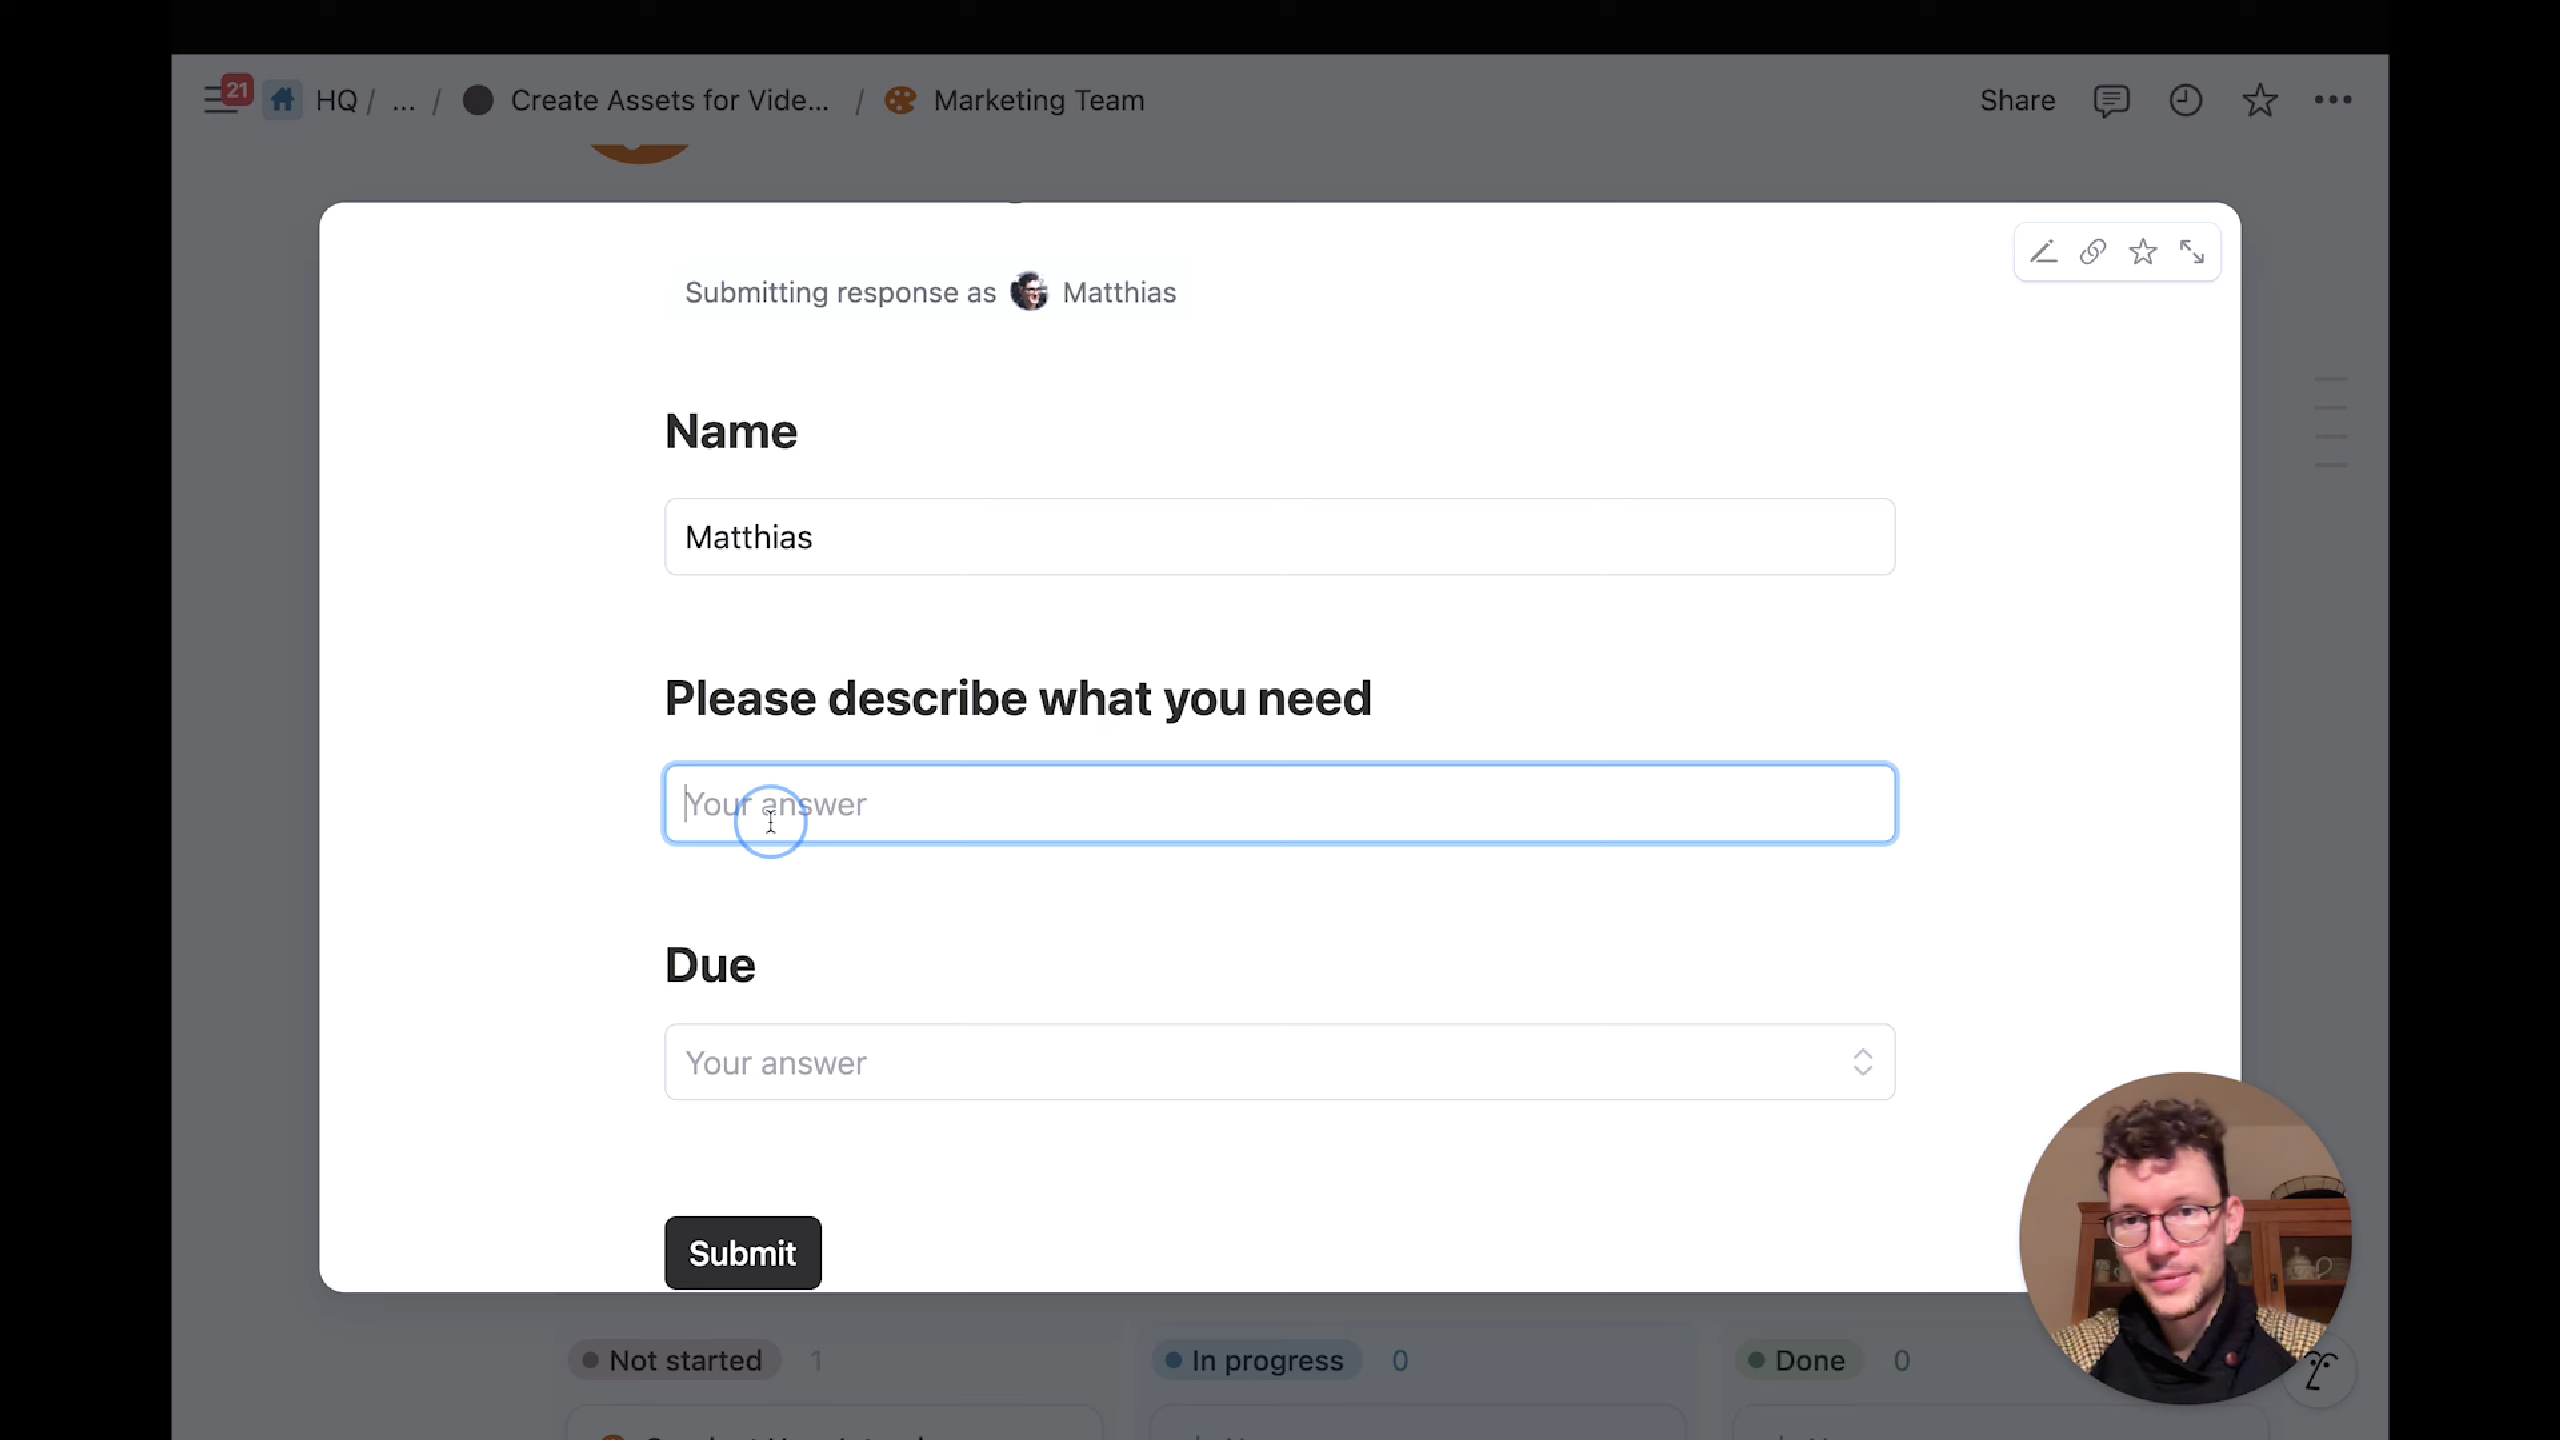 21
HQ / ... / Create Assets for Vide... / Marketing Team
Share
Submitting response as Matthias
Name
Matthias
Please describe what you need
Your answer
Due
Your answer
Submit
Not started 1
In progress 0
Done 0